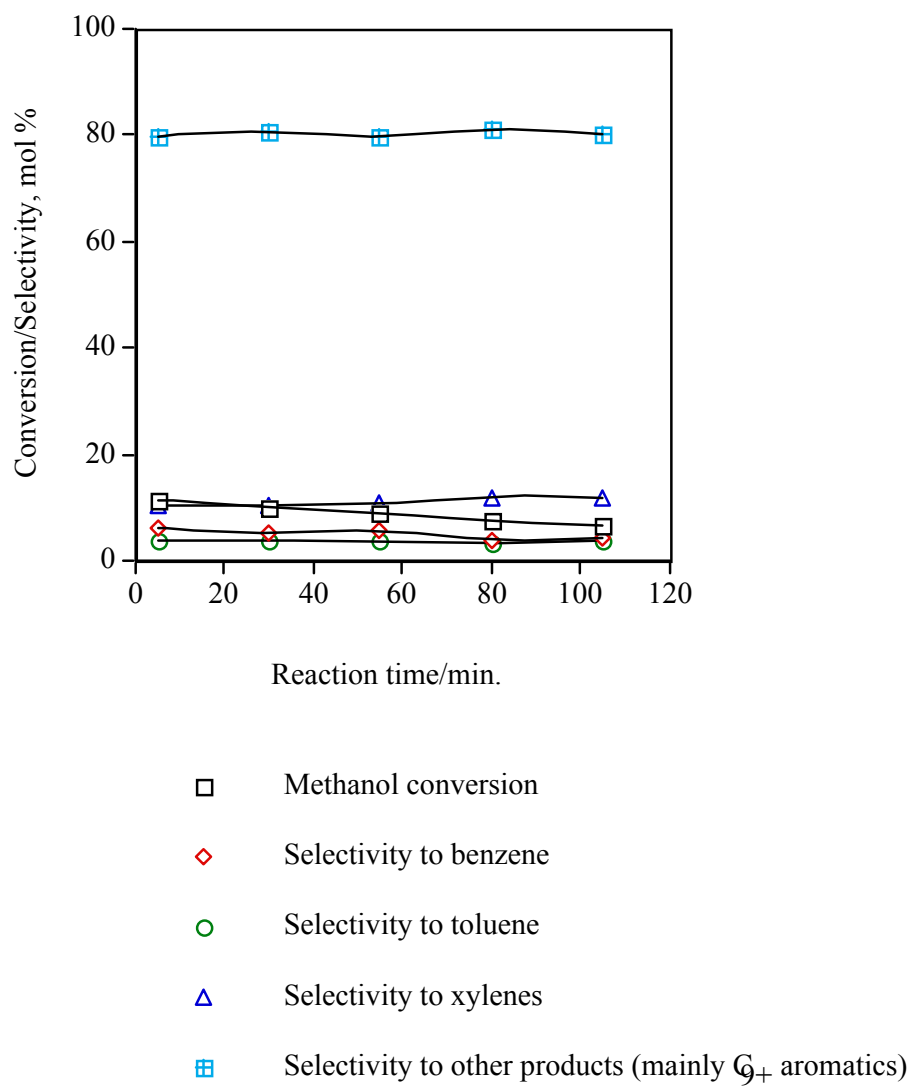 Conversion/Selectivity, mol %
100
80
60
40
20
0
0 20 40 60 80 100 120
Reaction time/min.
Methanol conversion
Selectivity to benzene
Selectivity to toluene
Selectivity to xylenes
Selectivity to other products (mainly C9+ aromatics)